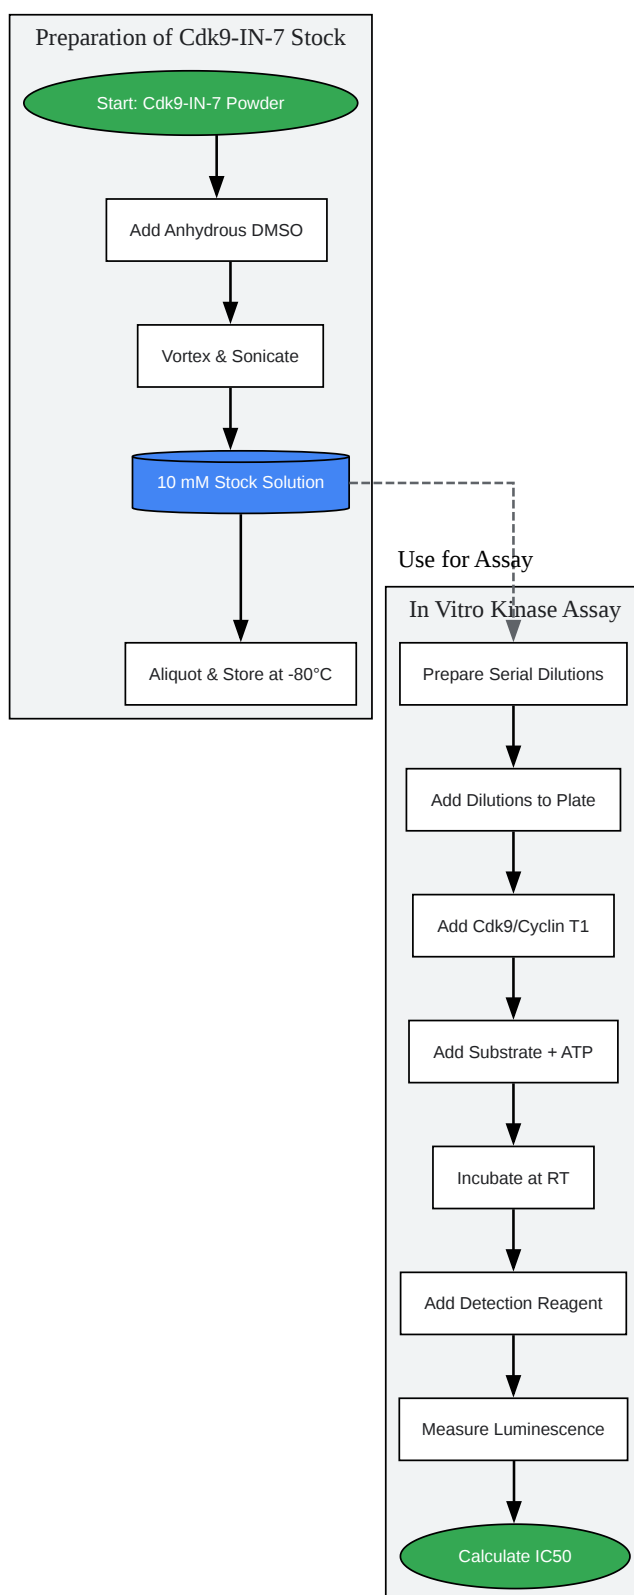 Preparation of Cdk9-IN-7 Stock
Start: Cdk9-IN-7 Powder
Add Anhydrous DMSO
Vortex & Sonicate
10 mM Stock Solution
Aliquot & Store at -80°C
Use for Assay
In Vitro Kinase Assay
Prepare Serial Dilutions
Add Dilutions to Plate
Add Cdk9/Cyclin T1
Add Substrate + ATP
Incubate at RT
Add Detection Reagent
Measure Luminescence
Calculate IC50